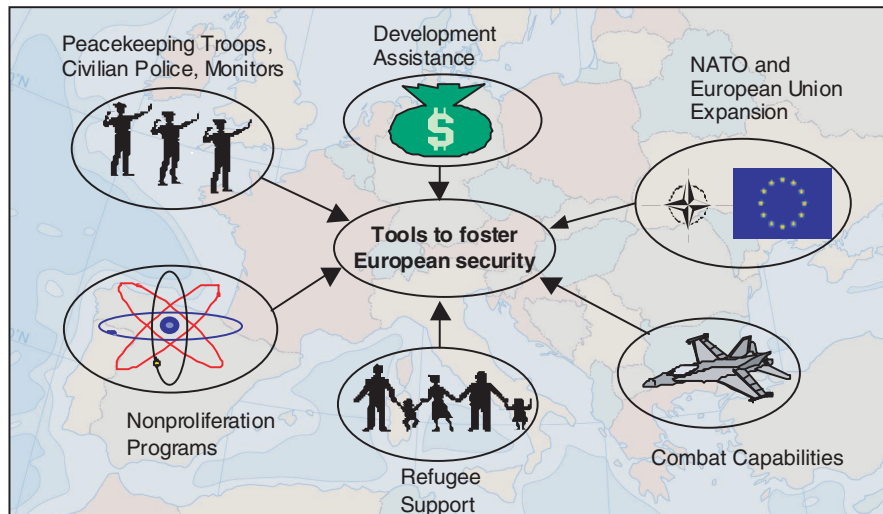 Peacekeeping Troops,
Civilian Police, Monitors
Development
Assistance
NATO and
European Union
Expansion
$
Tools to foster
European security
Nonproliferation
Programs
Refugee
Support
Combat Capabilities